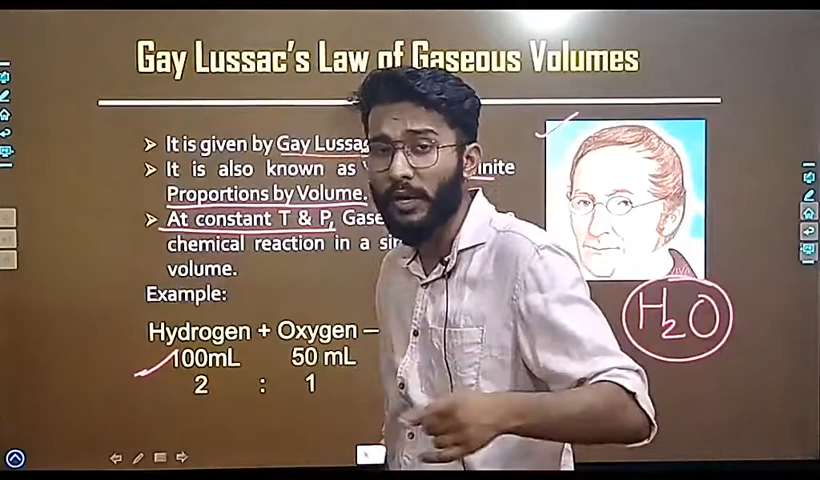 Gay Lussac's Law of Gaseous Volumes
➤ It is given by Gay Lussac
➤ It is also known as
Proportions by Volume.
➤ At constant T & P,
chemical reaction in a
volume.
Example:
Hydrogen + Oxygen –
100mL 50 mL
2 : 1
H₂O